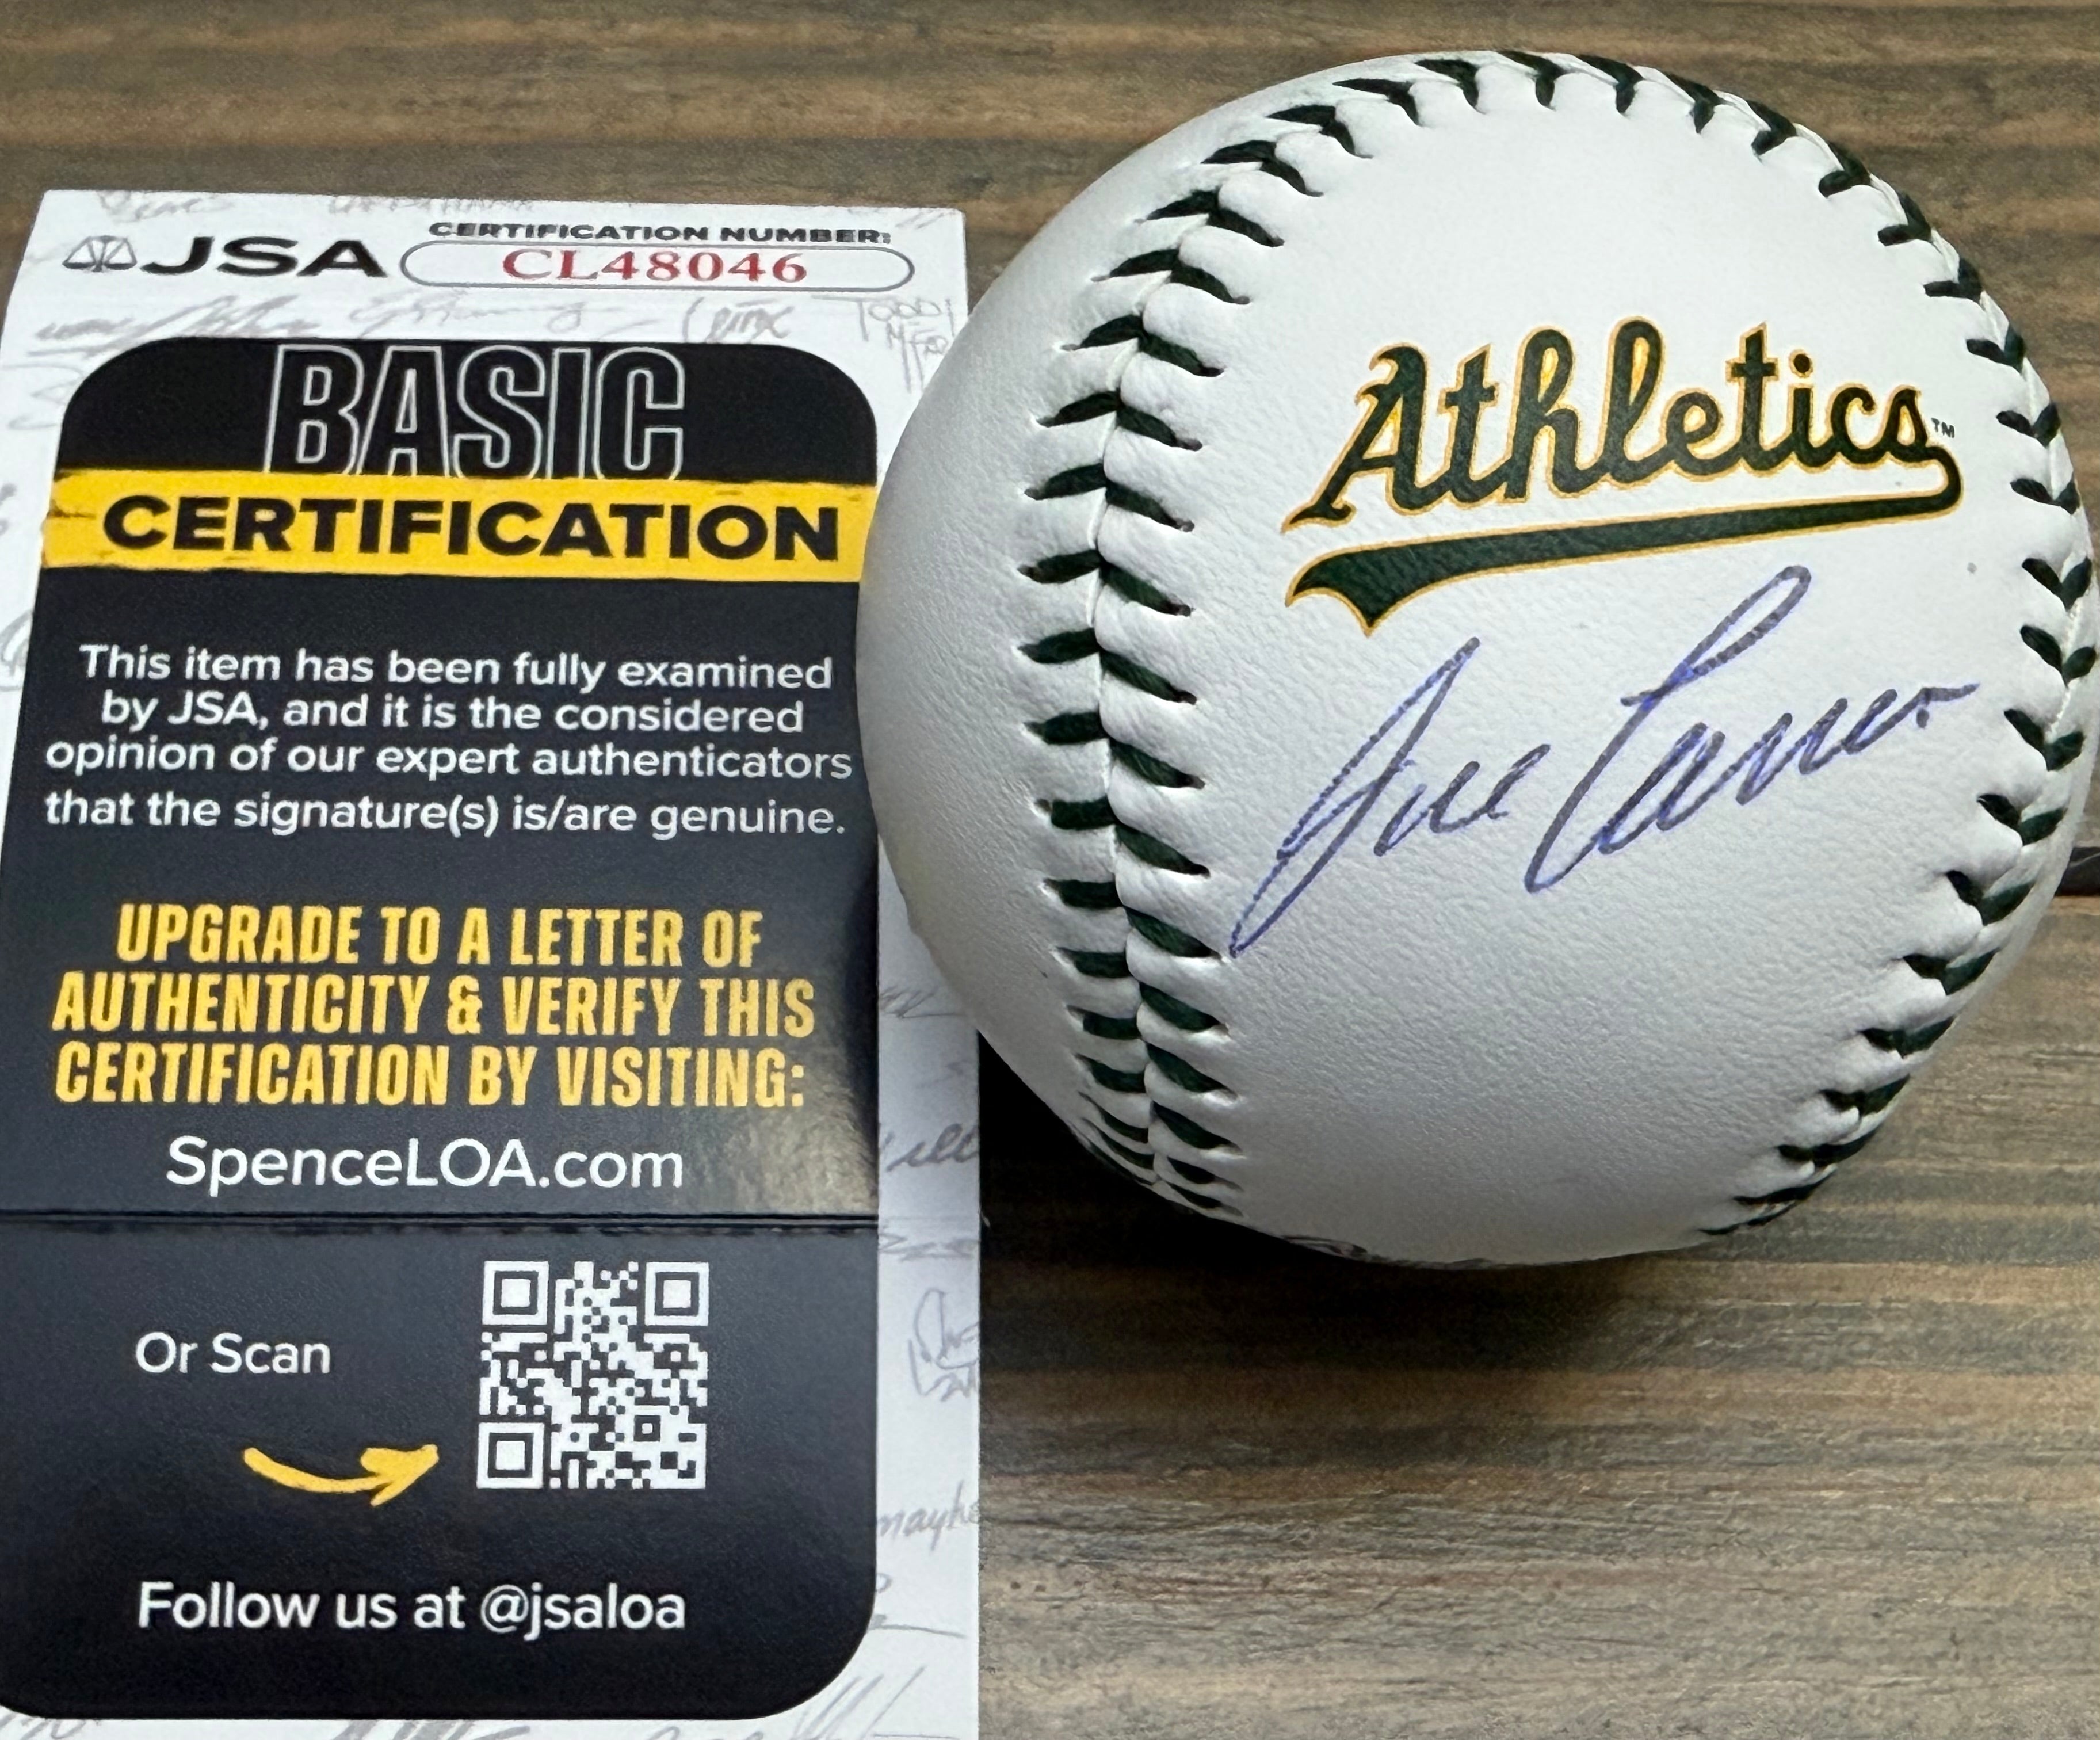 JSA
CERTIFICATION NUMBER:
CL48046
BASIC
CERTIFICATION
This item has been fully examined
by JSA, and it is the considered
opinion of our expert authenticators
that the signature(s) is/are genuine.
UPGRADE TO A LETTER OF
AUTHENTICITY & VERIFY THIS
CERTIFICATION BY VISITING:
SpenceLOA.com
Or Scan
Follow us at @jsaloa
Athletics™
Joe